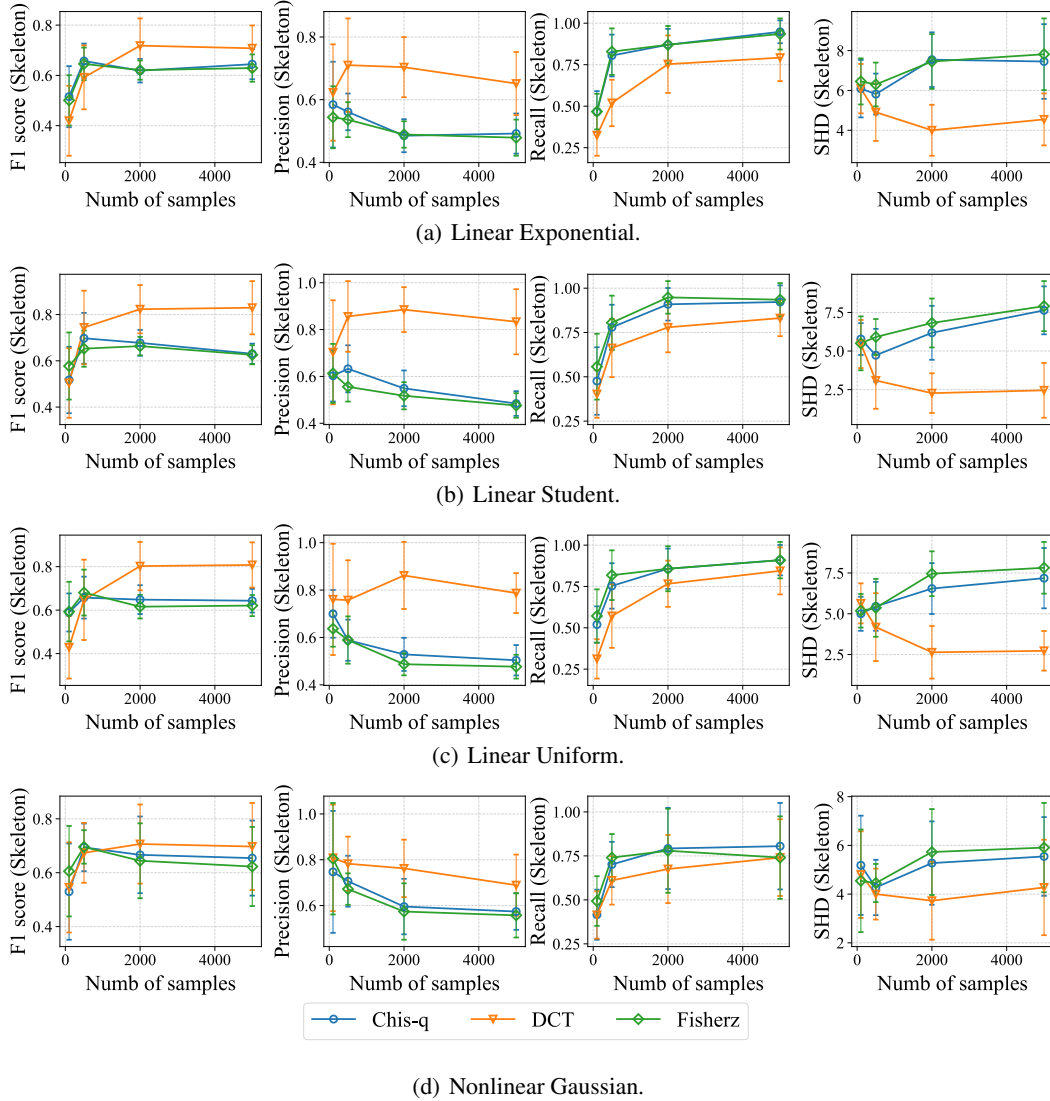 F1 score (Skeleton)
0.8
0.6
0.4
0 2000 4000
Numb of samples
Precision (Skeleton)
0.8
0.6
0.4
0 2000 4000
Numb of samples
Recall (Skeleton)
1.00
0.75
0.50
0.25
0 2000 4000
Numb of samples
SHD (Skeleton)
8
6
4
0 2000 4000
Numb of samples
(a) Linear Exponential.
F1 score (Skeleton)
0.8
0.6
0.4
0 2000 4000
Numb of samples
Precision (Skeleton)
1.0
0.8
0.6
0.4
0 2000 4000
Numb of samples
Recall (Skeleton)
1.00
0.75
0.50
0.25
0 2000 4000
Numb of samples
SHD (Skeleton)
7.5
5.0
2.5
0 2000 4000
Numb of samples
(b) Linear Student.
F1 score (Skeleton)
0.8
0.6
0.4
0 2000 4000
Numb of samples
Precision (Skeleton)
1.0
0.8
0.6
0.4
0 2000 4000
Numb of samples
Recall (Skeleton)
1.00
0.75
0.50
0.25
0 2000 4000
Numb of samples
SHD (Skeleton)
7.5
5.0
2.5
0 2000 4000
Numb of samples
(c) Linear Uniform.
F1 score (Skeleton)
0.8
0.6
0.4
0 2000 4000
Numb of samples
Precision (Skeleton)
1.0
0.8
0.6
0 2000 4000
Numb of samples
Recall (Skeleton)
1.00
0.75
0.50
0.25
0 2000 4000
Numb of samples
SHD (Skeleton)
8
6
4
2
0 2000 4000
Numb of samples
Chis-q DCT Fisherz
(d) Nonlinear Gaussian.